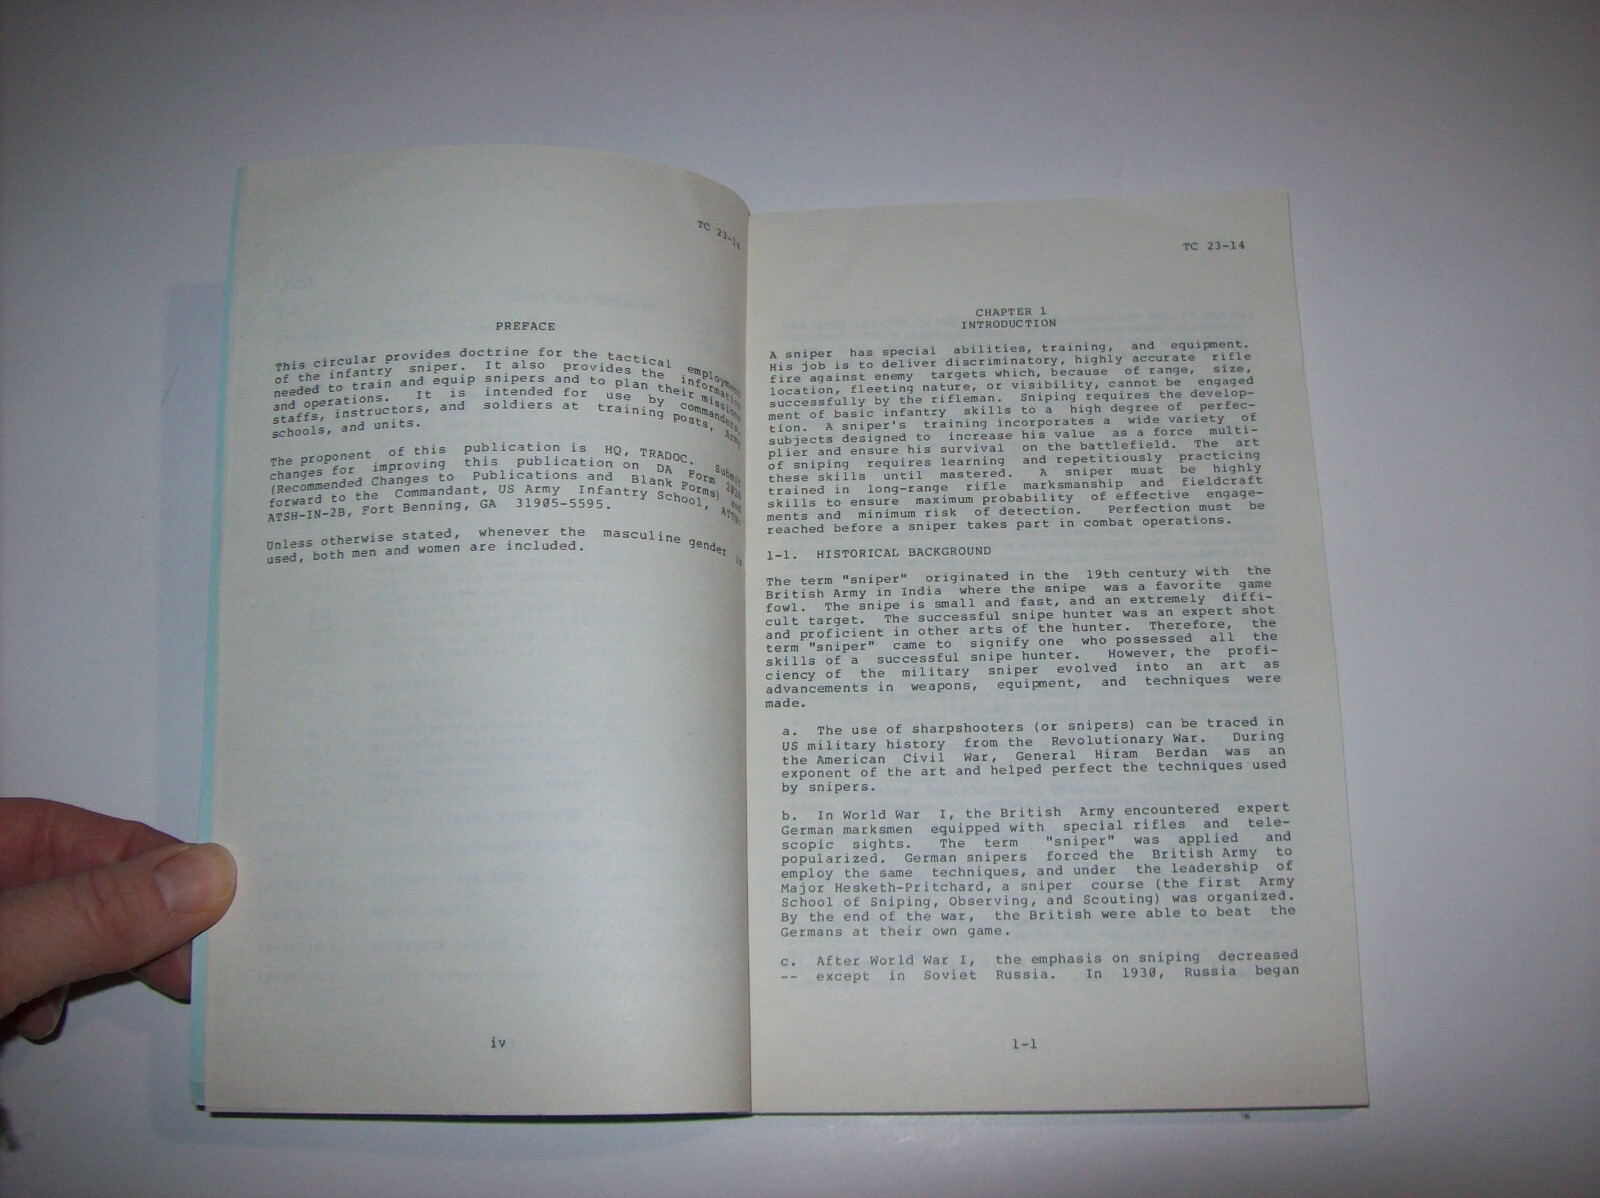 TC 23-14
PREFACE
This circular provides doctrine for the tactical employment
of the infantry sniper. It also provides the information
needed to train and equip snipers and to plan their missions
and operations. It is intended for use by commanders,
staffs, instructors, and soldiers at training posts, Army
schools, and units.
The proponent of this publication is HQ, TRADOC. Submit
changes for improving this publication on DA Form 2028
(Recommended Changes to Publications and Blank Forms) and
forward to the Commandant, US Army Infantry School, ATTN:
ATSH-IN-2B, Fort Benning, GA 31905-5595.
Unless otherwise stated, whenever the masculine gender is
used, both men and women are included.
iv
TC 23-14
CHAPTER 1
INTRODUCTION
A sniper has special abilities, training, and equipment.
His job is to deliver discriminatory, highly accurate rifle
fire against enemy targets which, because of range, size,
location, fleeting nature, or visibility, cannot be engaged
successfully by the rifleman. Sniping requires the develop-
ment of basic infantry skills to a high degree of perfec-
tion. A sniper's training incorporates a wide variety of
subjects designed to increase his value as a force multi-
plier and ensure his survival on the battlefield. The art
of sniping requires learning and repetitiously practicing
these skills until mastered. A sniper must be highly
trained in long-range rifle marksmanship and fieldcraft
skills to ensure maximum probability of effective engage-
ments and minimum risk of detection. Perfection must be
reached before a sniper takes part in combat operations.
1-1. HISTORICAL BACKGROUND
The term "sniper" originated in the 19th century with the
British Army in India where the snipe was a favorite game
fowl. The snipe is small and fast, and an extremely diffi-
cult target. The successful snipe hunter was an expert shot
and proficient in other arts of the hunter. Therefore, the
term "sniper" came to signify one who possessed all the
skills of a successful snipe hunter. However, the profi-
ciency of the military sniper evolved into an art as
advancements in weapons, equipment, and techniques were
made.
a. The use of sharpshooters (or snipers) can be traced in
US military history from the Revolutionary War. During
the American Civil War, General Hiram Berdan was an
exponent of the art and helped perfect the techniques used
by snipers.
b. In World War I, the British Army encountered expert
German marksmen equipped with special rifles and tele-
scopic sights. The term "sniper" was applied and
popularized. German snipers forced the British Army to
employ the same techniques, and under the leadership of
Major Hesketh-Pritchard, a sniper course (the first Army
School of Sniping, Observing, and Scouting) was organized.
By the end of the war, the British were able to beat the
Germans at their own game.
c. After World War I, the emphasis on sniping decreased
-- except in Soviet Russia. In 1930, Russia began
1-1